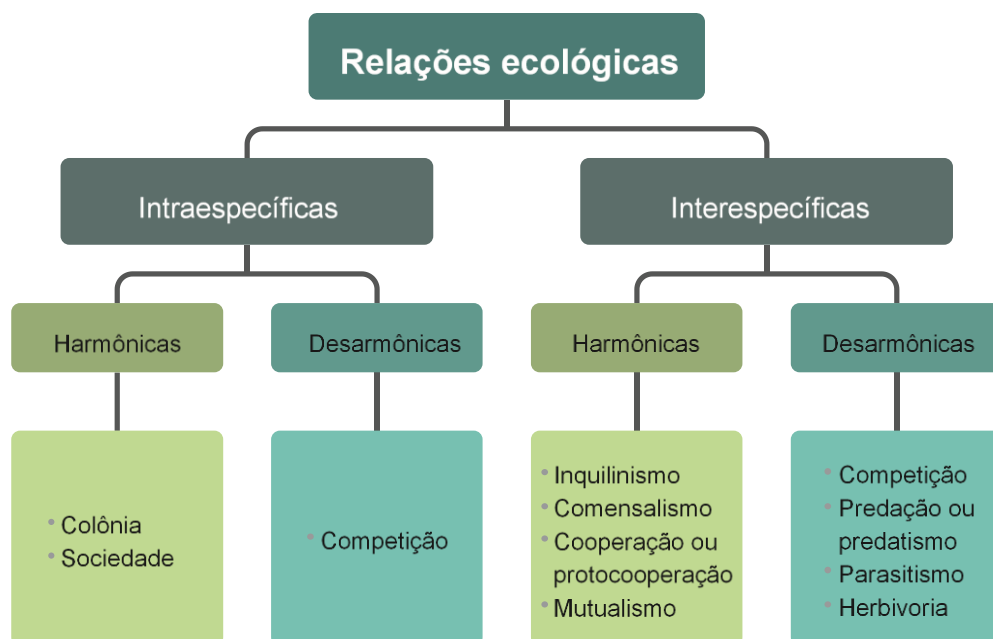 Relações ecológicas
Intraespecíficas
Interespecíficas
Harmônicas
Desarmônicas
Harmônicas
Desarmônicas
• Colônia
• Sociedade
• Competição
• Inquilinismo
• Comensalismo
• Cooperação ou
protocooperação
• Mutualismo
• Competição
• Predação ou
predatismo
• Parasitismo
• Herbivoria